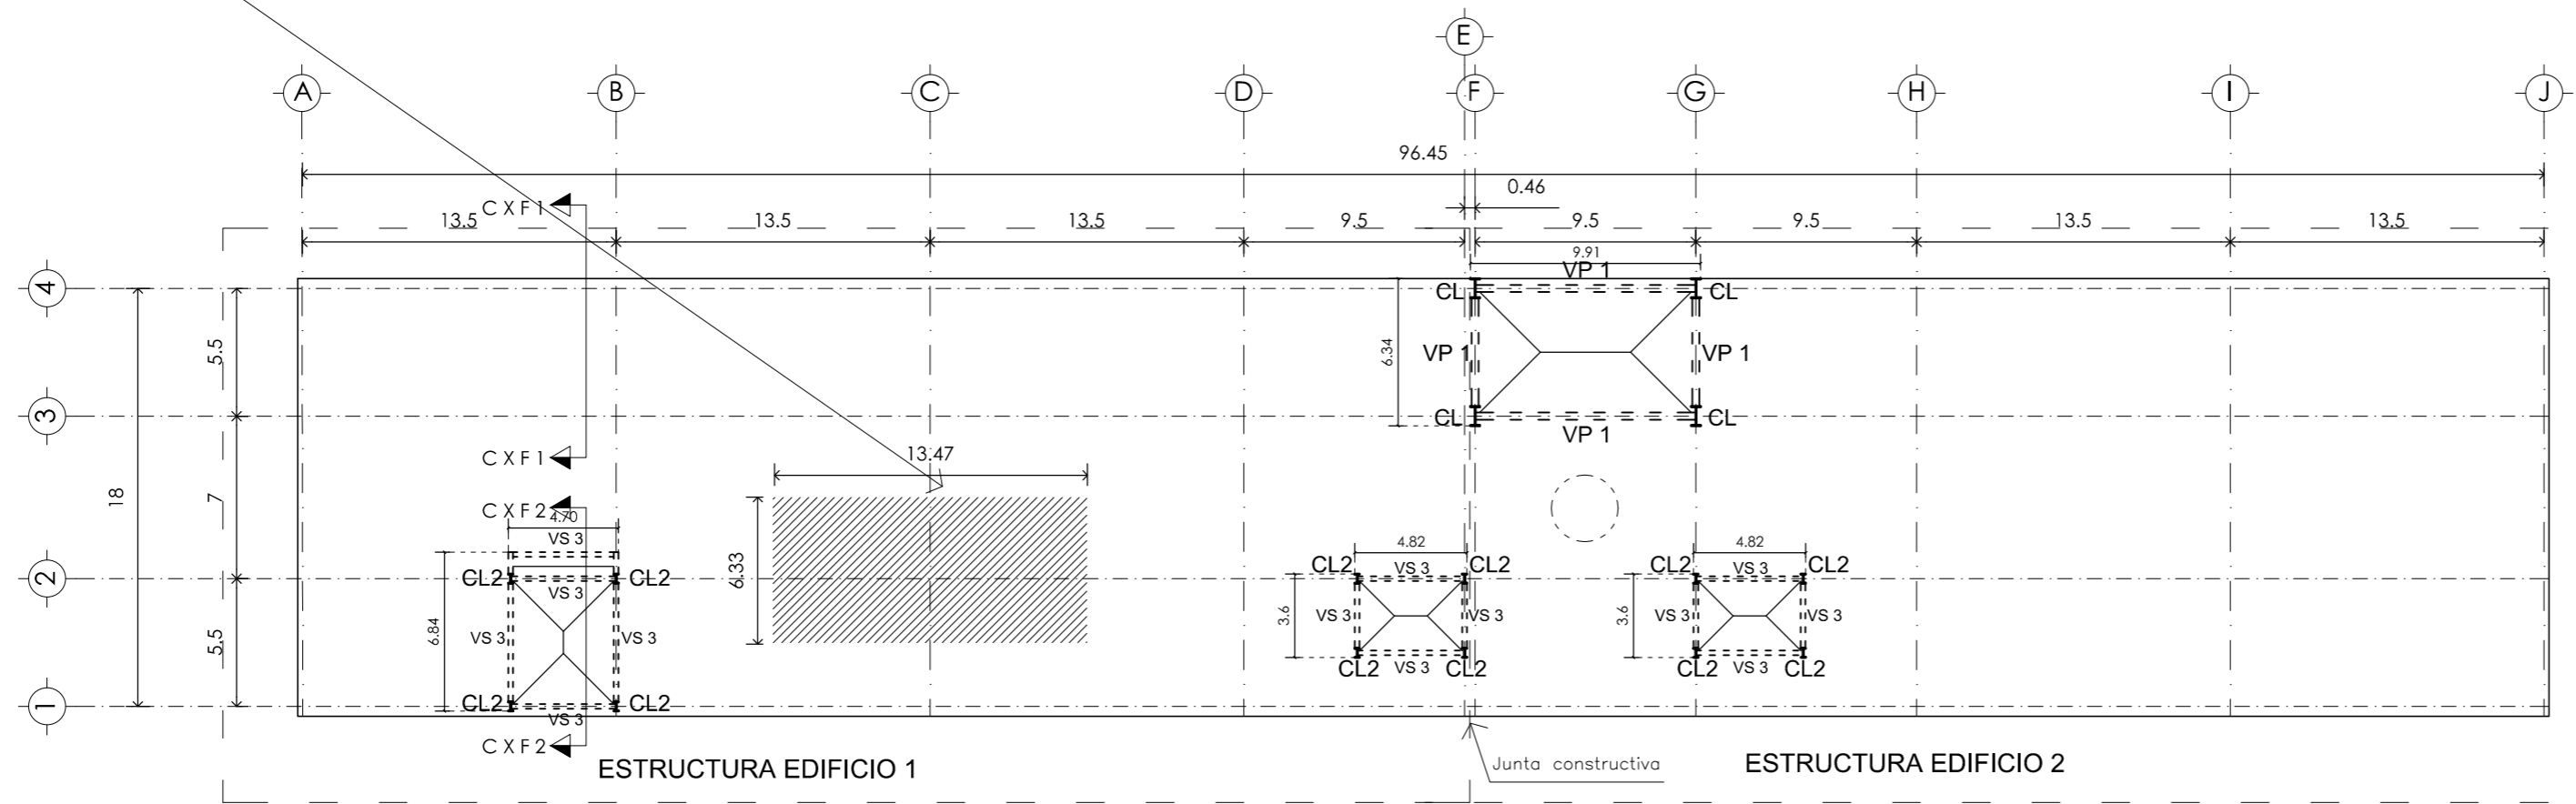 E
A B C D F G H I J
96.45
0.46
CXF1
13.5 13.5 13.5 9.5 9.5 9.5 13.5 13.5
9.91
VP 1
4
CL CL
5.5
6.34
VP 1 VP 1
3
CL CL
VP 1
CXF1
13.47
18
7
CXF2
4.70
VS 3
6.33
4.82 4.82
2
CL2 CL2
CL2 CL2 CL2 CL2
VS 3
VS 3 VS 3
6.84
VS 3 VS 3
3.6
VS 3 VS 3
3.6
VS 3 VS 3
5.5
CL2 CL2 CL2 CL2
VS 3 VS 3
1
CL2 CL2
VS 3
CXF2
ESTRUCTURA EDIFICIO 1
Junta constructiva
ESTRUCTURA EDIFICIO 2